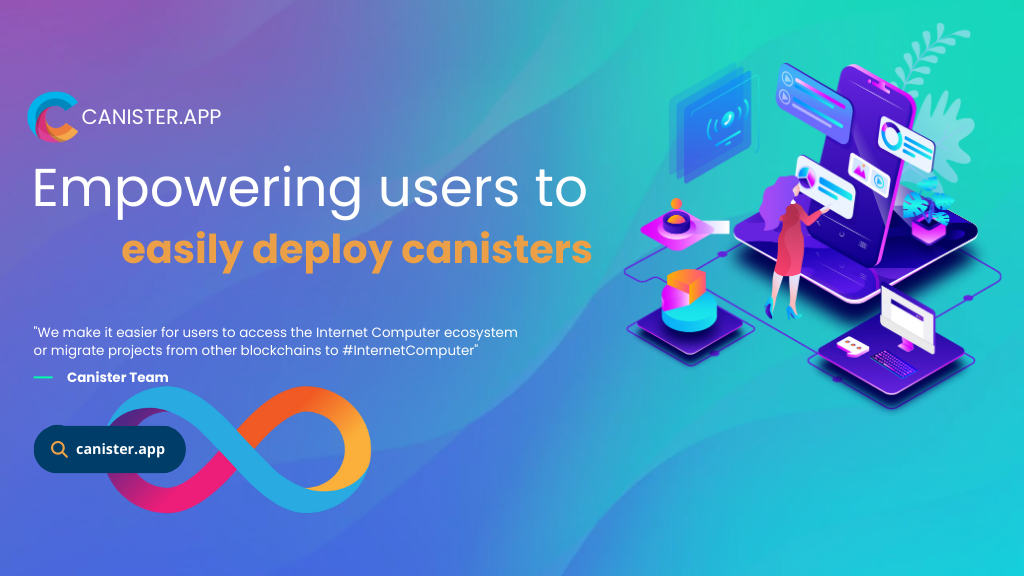 CANISTER.APP
Empowering users to
easily deploy canisters
"We make it easier for users to access the Internet Computer ecosystem
or migrate projects from other blockchains to #InternetComputer"
Canister Team
canister.app